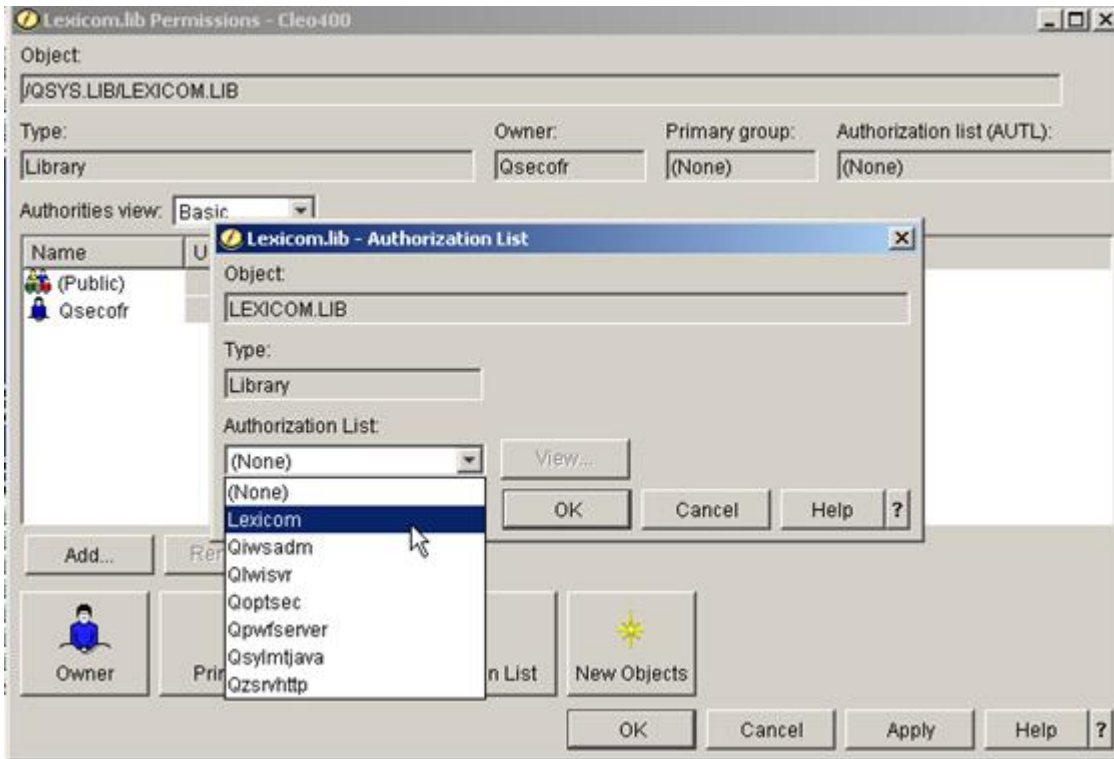 Lexicom.lib Permissions - Cleo400
Object:
/QSYS.LIB/LEXICOM.LIB
Type: Owner: Primary group: Authorization list (AUTL):
Library Qsecofr (None) (None)
Authorities view: Basic
Name U
(Public)
Qsecofr
Lexicom.lib - Authorization List
Object:
LEXICOM.LIB
Type:
Library
Authorization List:
(None) View...
(None)
Lexicom
Qiwsadm
Qlwisvr
Qoptsec
Qpwfserver
Qsylmtjava
Qzsrvhttp
OK Cancel Help ?
Add... Re
Owner Prin n List New Objects
OK Cancel Apply Help ?